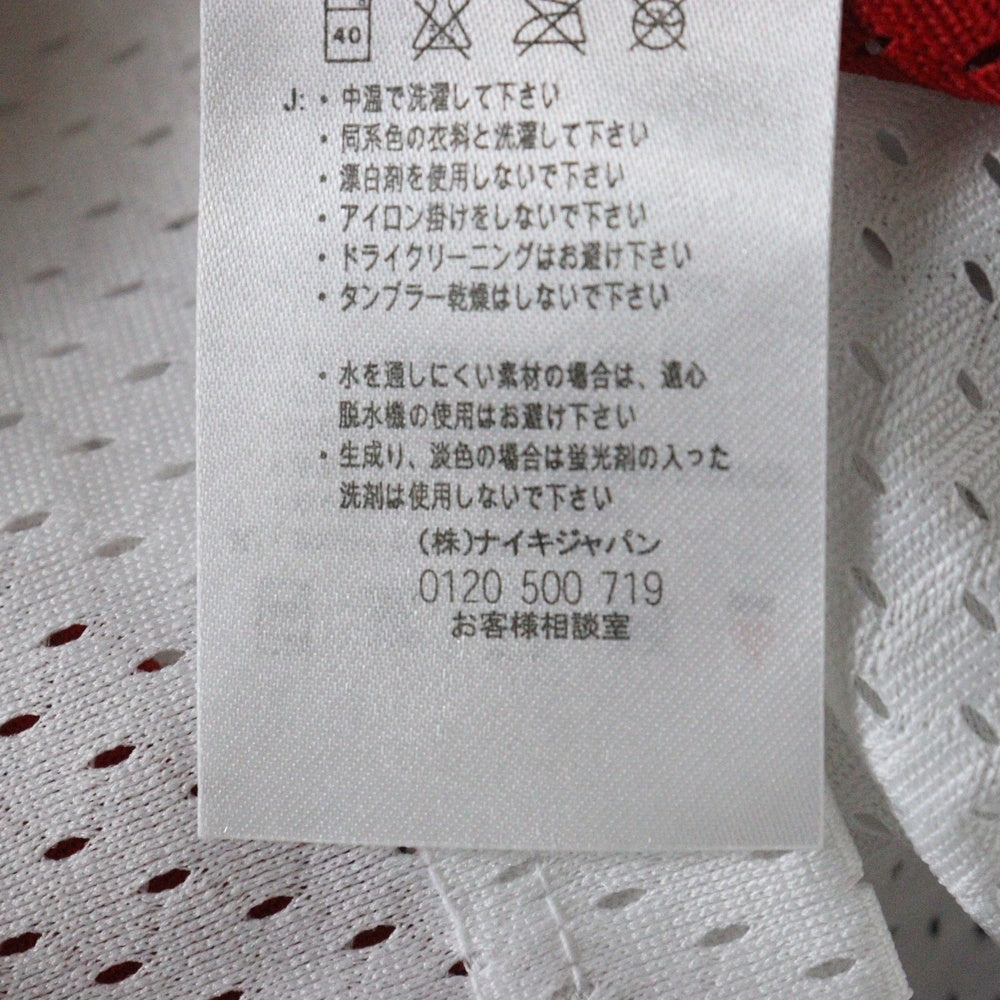 40
J: ・中温で洗濯して下さい
・同系色の衣料と洗濯して下さい
・漂白剤を使用しないで下さい
・アイロン掛けをしないで下さい
・ドライクリーニングはお避け下さい
・タンブラー乾燥はしないで下さい
・水を通しにくい素材の場合は、遠心
脱水機の使用はお避け下さい
・生成り、淡色の場合は蛍光剤の入った
洗剤は使用しないで下さい
(株)ナイキジャパン
0120 500 719
お客様相談室